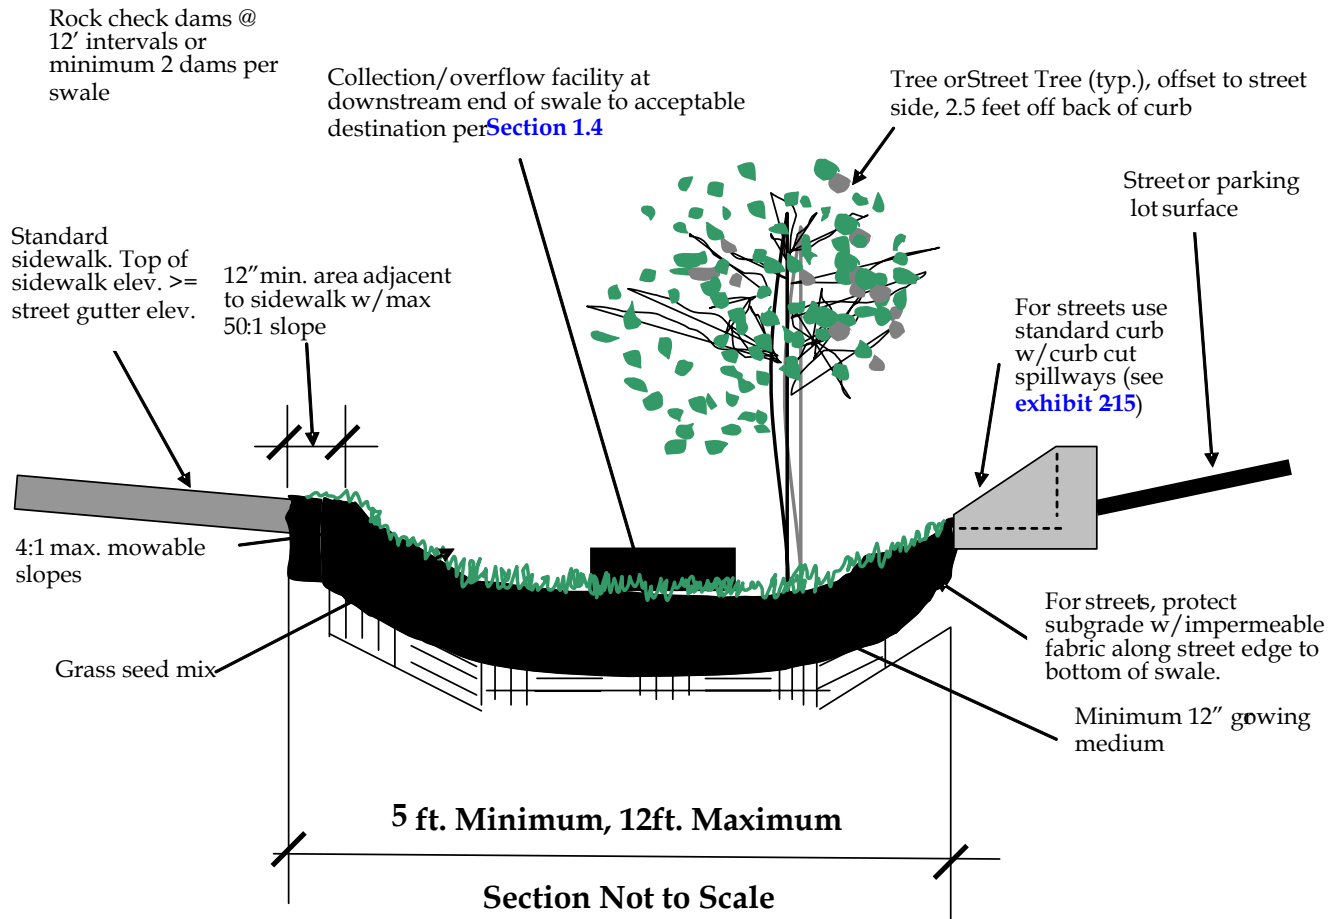 Rock check dams @
12’ intervals or
minimum 2 dams per
swale
Collection/overflow facility at
downstream end of swale to acceptable
destination per Section 1.4
Tree or Street Tree (typ.), offset to street
side, 2.5 feet off back of curb
Street or parking
lot surface
Standard
sidewalk. Top of
sidewalk elev. >=
street gutter elev.
12” min. area adjacent
to sidewalk w/max
50:1 slope
For streets use
standard curb
w/curb cut
spillways (see
exhibit 2-15)
4:1 max. mowable
slopes
Grass seed mix
For streets, protect
subgrade w/impermeable
fabric along street edge to
bottom of swale.
Minimum 12” growing
medium
5 ft. Minimum, 12ft. Maximum
Section Not to Scale